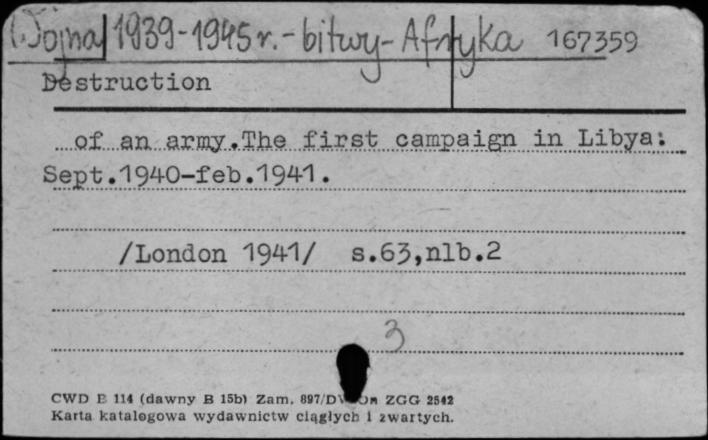 Wojna 1939-1945 r. - bitwy - Afryka 167359
Destruction
of an army.The first campaign in Libya:
Sept.1940-feb.1941.
/London 1941/ s.63,nlb.2
3
CWD E 114 (dawny B 15b) Zam. 897/DW ZGG 2542
Karta katalogowa wydawnictw ciągłych i zwartych.